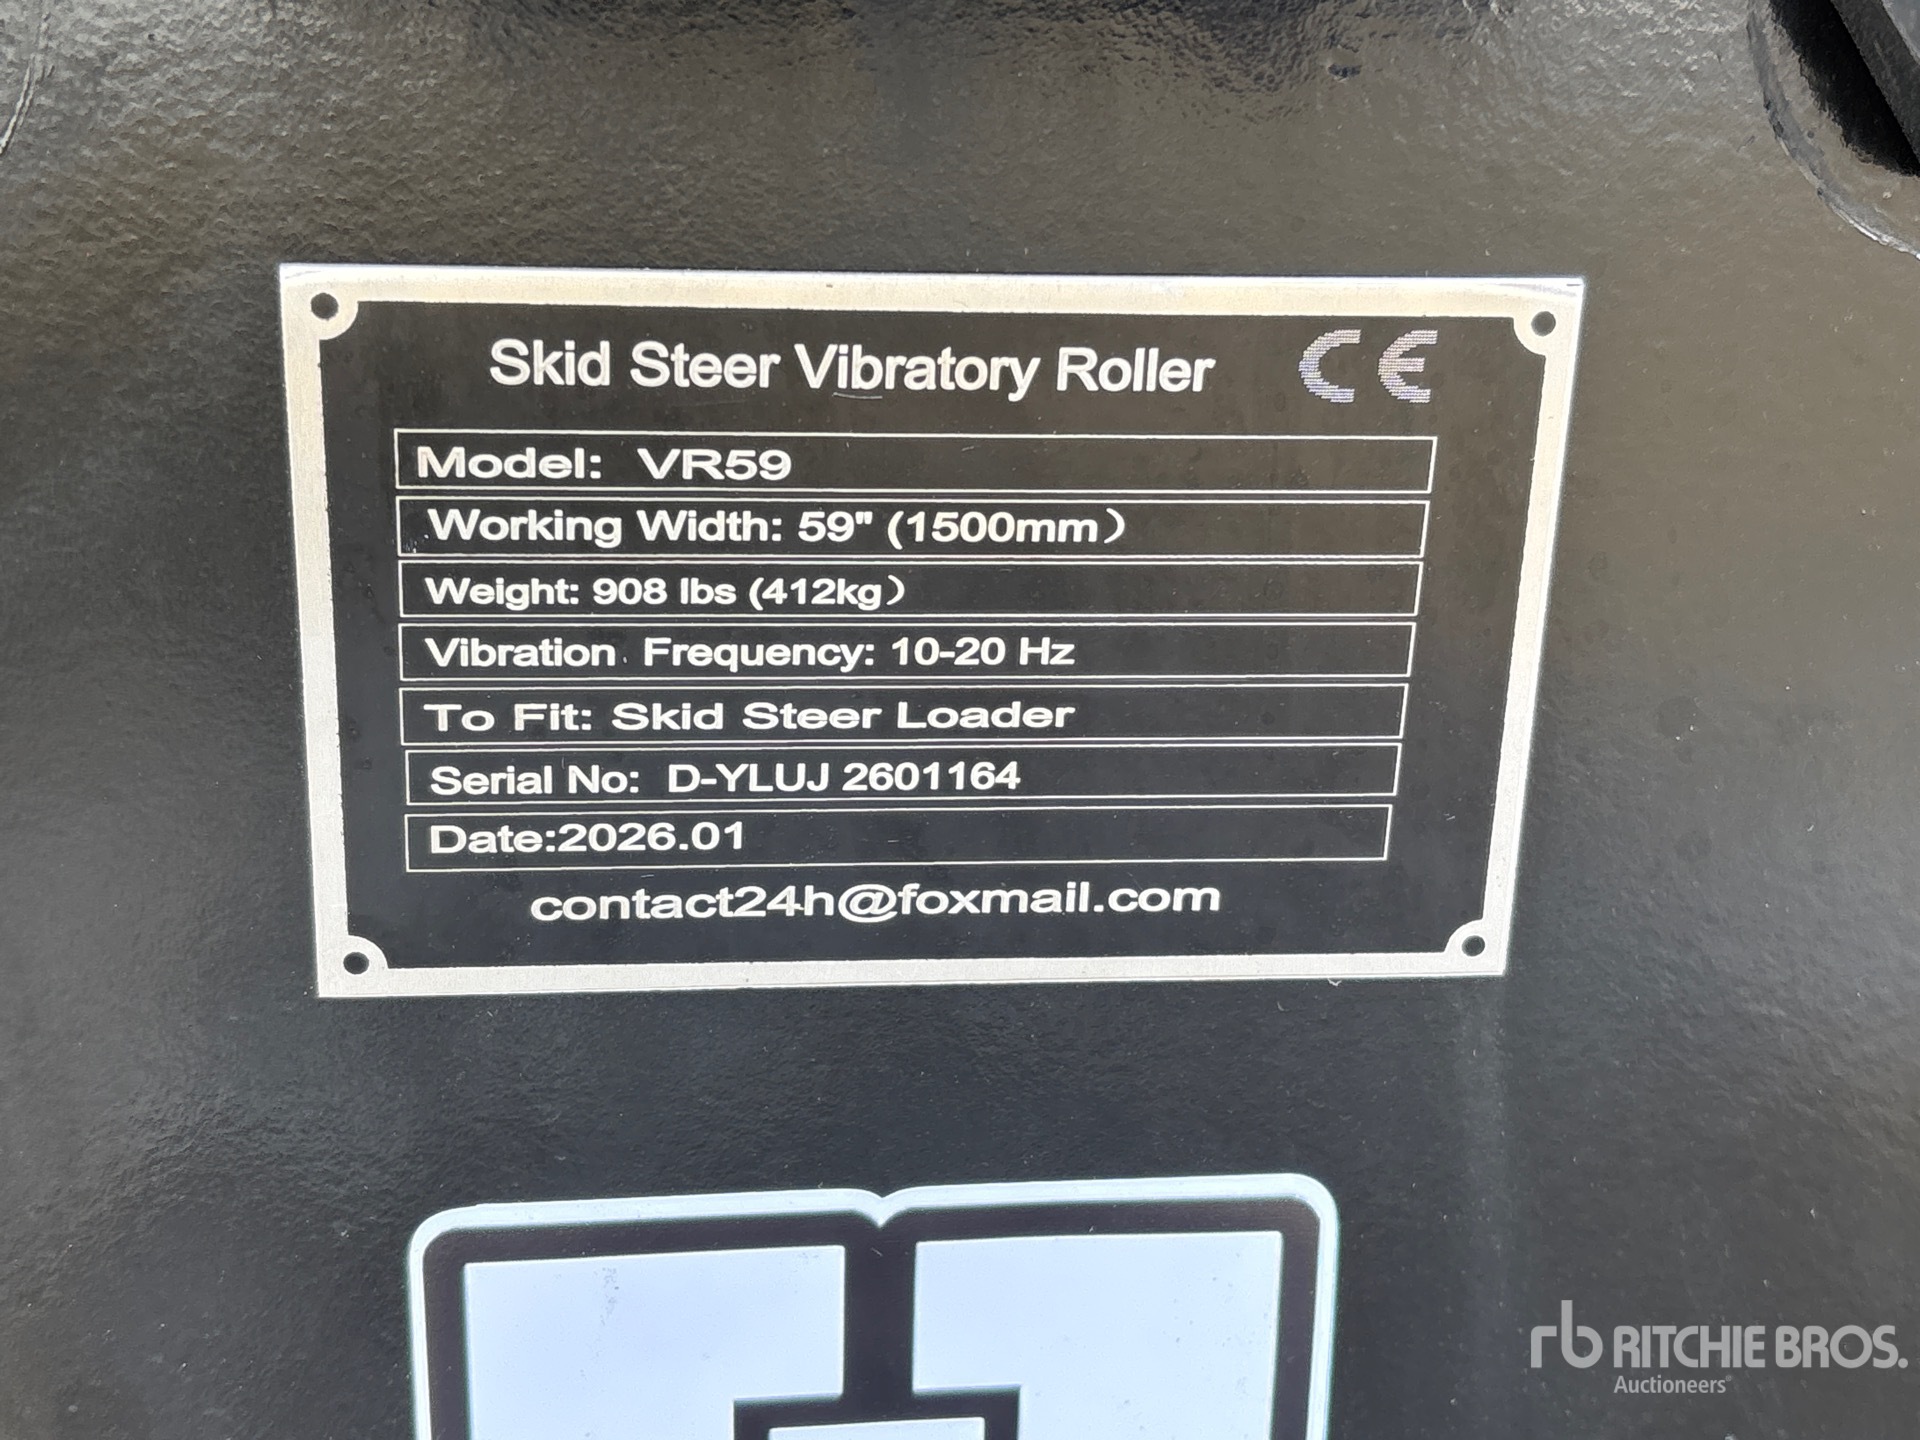 Skid Steer Vibratory Roller CE
Model: VR59
Working Width: 59" (1500mm）
Weight: 908 lbs (412kg）
Vibration Frequency: 10-20 Hz
To Fit: Skid Steer Loader
Serial No: D-YLUJ 2601164
Date:2026.01
contact24h@foxmail.com
rb RITCHIE BROS.
Auctioneers